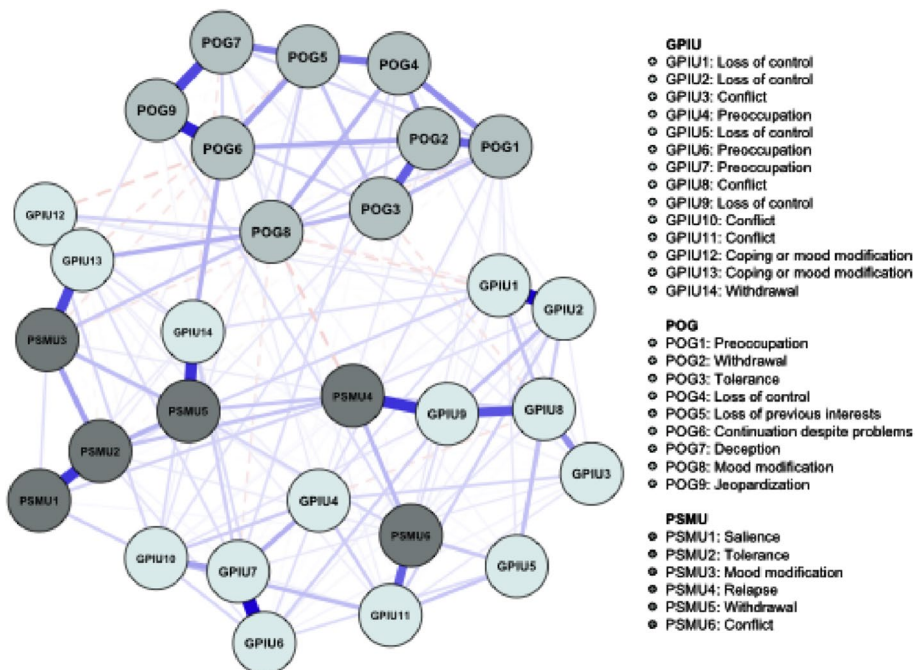 POG7
POG5
POG4
POG9
POG6
POG2
POG1
POG3
GPIU12
POG8
GPIU13
GPIU1
GPIU2
PSMU3
GPIU14
PSMU5
PSMU4
GPIU9
GPIU8
PSMU2
PSMU1
GPIU4
GPIU3
PSMU6
GPIU10
GPIU7
GPIU5
GPIU11
GPIU6
GPIU
GPIU1: Loss of control
GPIU2: Loss of control
GPIU3: Conflict
GPIU4: Preoccupation
GPIU5: Loss of control
GPIU6: Preoccupation
GPIU7: Preoccupation
GPIU8: Conflict
GPIU9: Loss of control
GPIU10: Conflict
GPIU11: Conflict
GPIU12: Coping or mood modification
GPIU13: Coping or mood modification
GPIU14: Withdrawal
POG
POG1: Preoccupation
POG2: Withdrawal
POG3: Tolerance
POG4: Loss of control
POG5: Loss of previous interests
POG6: Continuation despite problems
POG7: Deception
POG8: Mood modification
POG9: Jeopardization
PSMU
PSMU1: Salience
PSMU2: Tolerance
PSMU3: Mood modification
PSMU4: Relapse
PSMU5: Withdrawal
PSMU6: Conflict